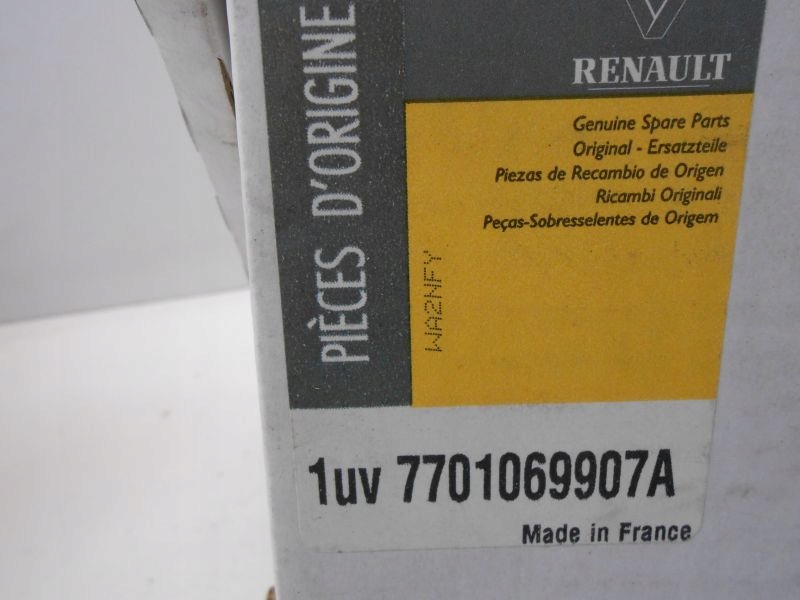 PIÈCES D'ORIGINE
RENAULT
Genuine Spare Parts
Original - Ersatzteile
Piezas de Recambio de Origen
Ricambi Originali
Peças-Sobresselentes de Origem
WA2NFY
1uv 7701069907A
Made in France